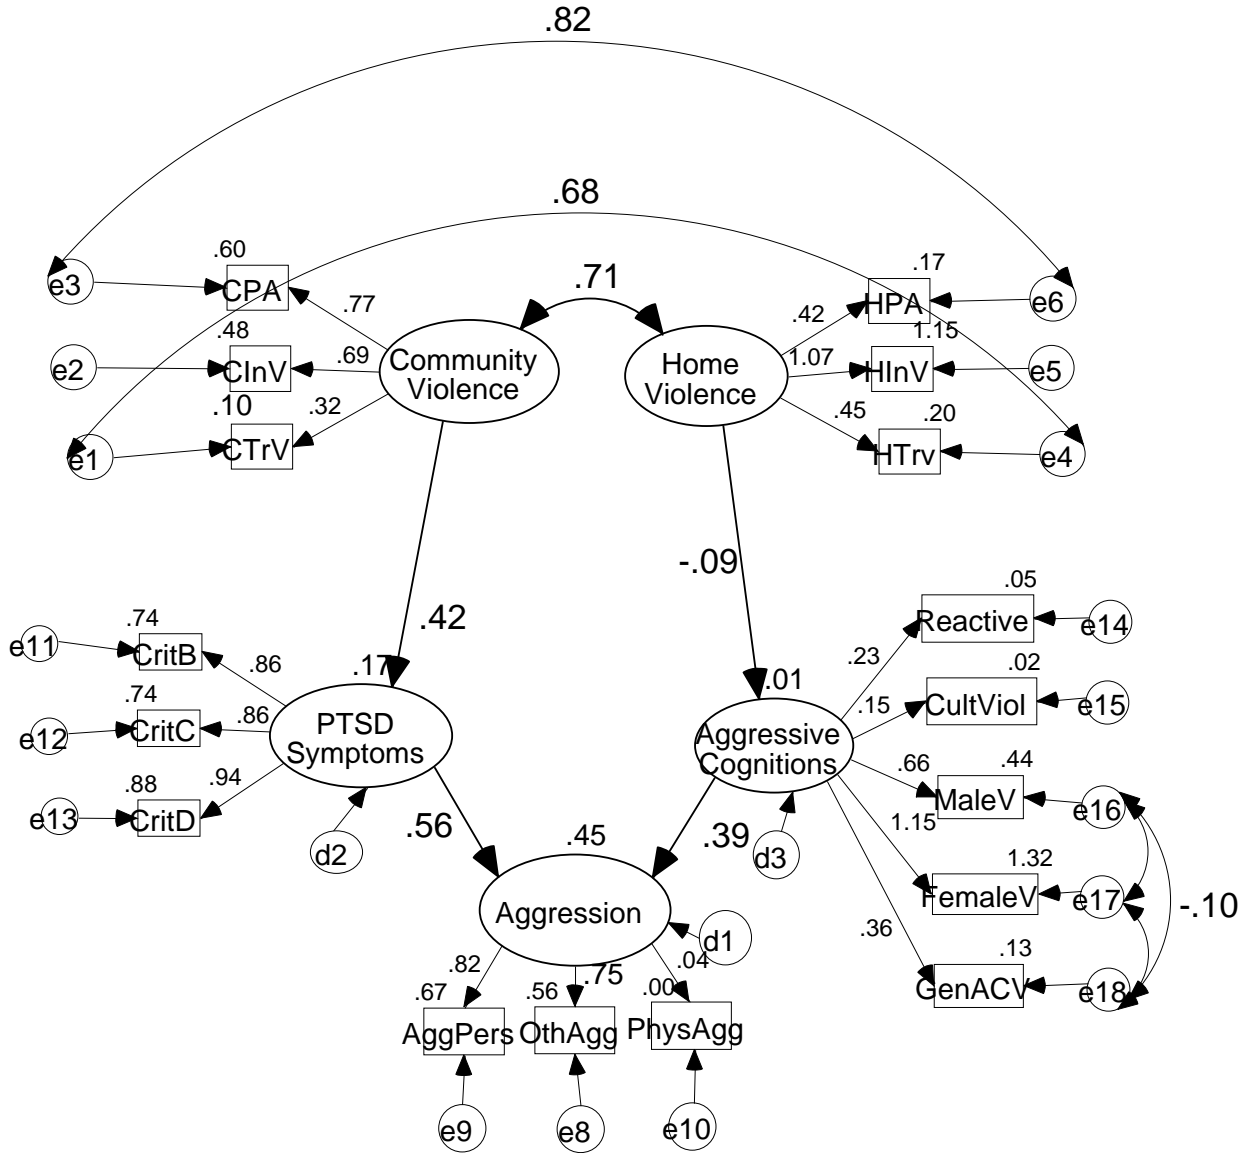 .82
.68
.60
.71
.17
e3
CPA
.77
.42
HPA
e6
.48
1.15
e2
CInV
.69
Community
Violence
Home
Violence
1.07
HInV
e5
.10
.32
.45
.20
e1
CTrV
HTrv
e4
-.09
.42
.05
Reactive
e14
.74
e11
CritB
.86
.17
.01
.23
.02
.15
CultViol
e15
.74
e12
CritC
.86
PTSD
Symptoms
Aggressive
Cognitions
.66
.44
MaleV
e16
.88
.94
e13
CritD
.56
.39
1.15
d2
.45
d3
1.32
FemaleV
e17
-.10
Aggression
.36
d1
.13
.82
.75
.04
GenACV
e18
.67
.56
.00
AggPers
OthAgg
PhysAgg
e9
e8
e10